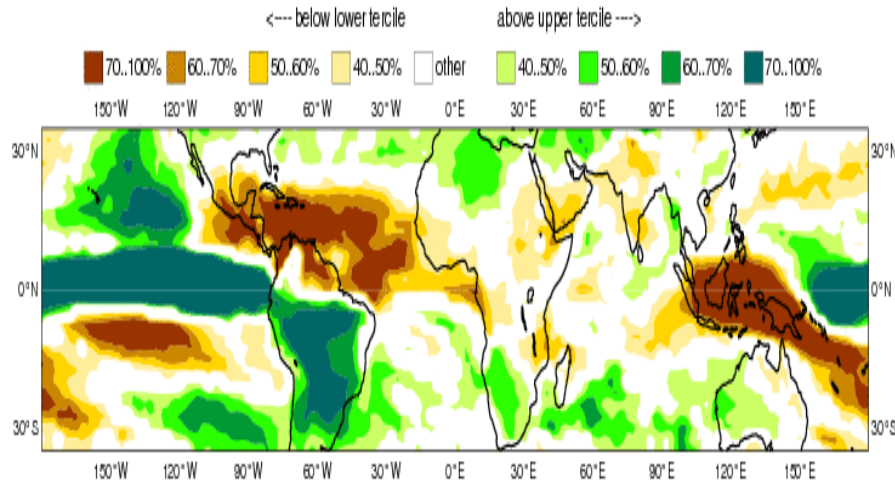 <---- below lower tercile above upper tercile ---->
70..100% 60..70% 50..60% 40..50% other 40..50% 50..60% 60..70% 70..100%
150°W 120°W 90°W 60°W 30°W 0°E 30°E 60°E 90°E 120°E 150°E
30°N 30°N
0°N 0°N
30°S 30°S
150°W 120°W 90°W 60°W 30°W 0°E 30°E 60°E 90°E 120°E 150°E